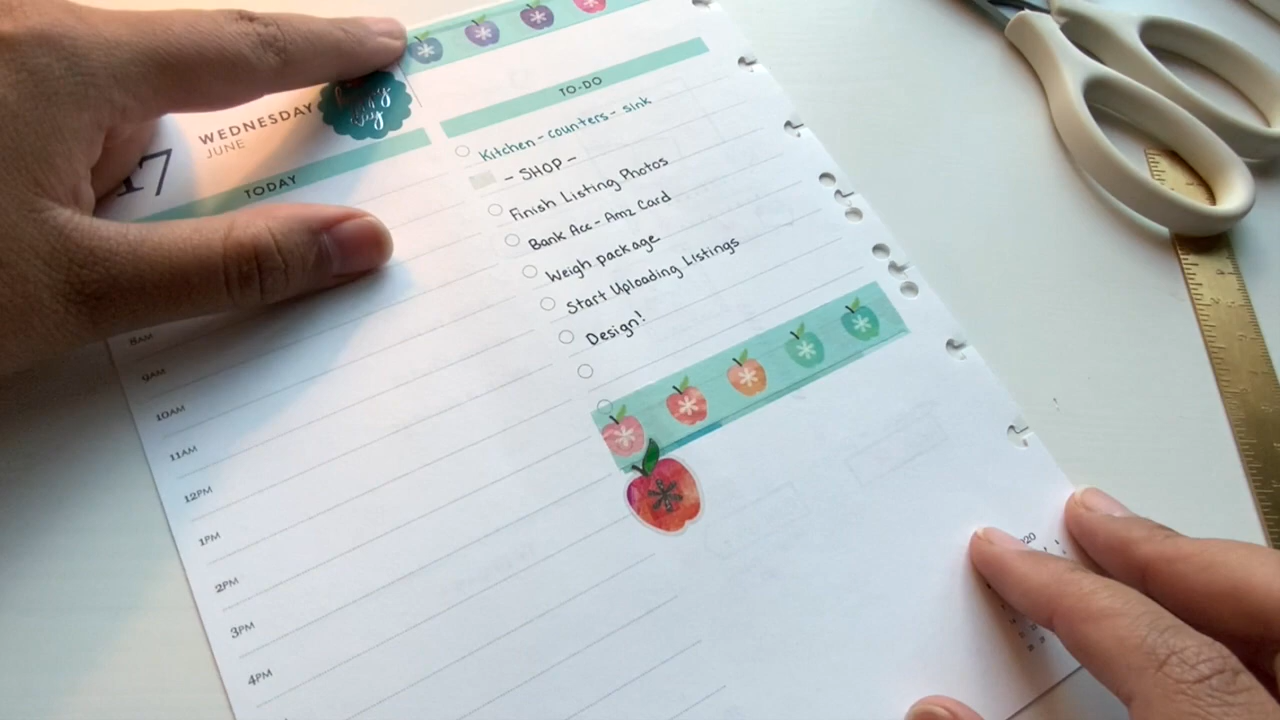 17
WEDNESDAY
JUNE
TODAY
8AM
9AM
10AM
11AM
12PM
1PM
2PM
3PM
4PM
TO-DO
Kitchen - counters - sink
- SHOP -
Finish Listing Photos
Bank Acc - Amz Card
Weigh package
Start Uploading Listings
Design!